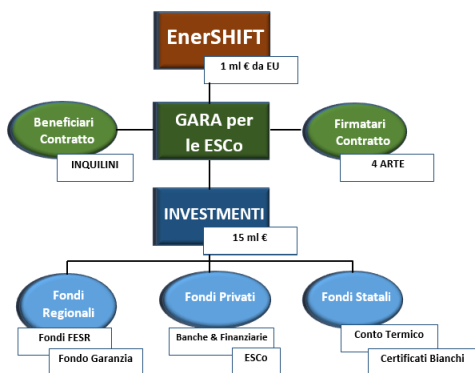 EnerSHIFT
1 ml € da EU
Beneficiari
Contratto
INQUILINI
GARA per
le ESCo
Firmatari
Contratto
4 ARTE
INVESTIMENTI
15 ml €
Fondi
Regionali
Fondi FESR
Fondo Garanzia
Fondi Privati
Banche & Finanziarie
ESCo
Fondi Statali
Conto Termico
Certificati Bianchi